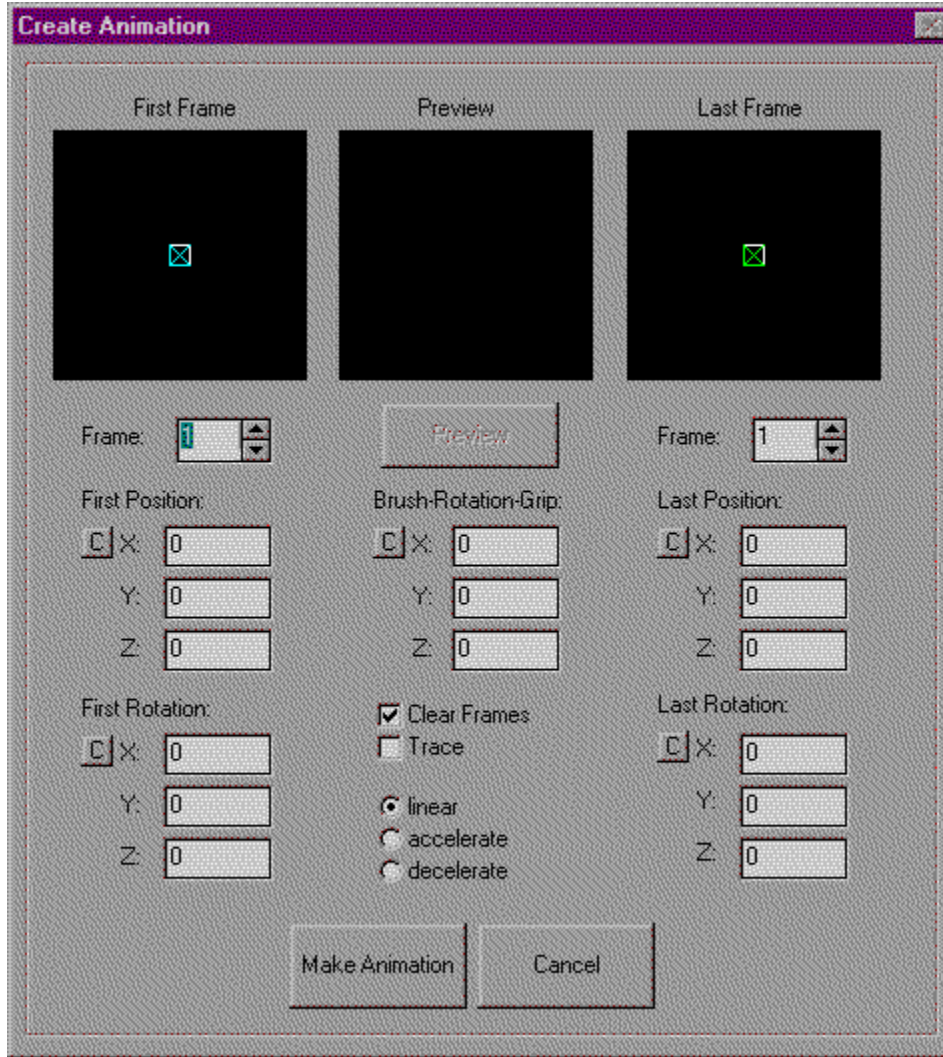 Create Animation
First Frame Preview Last Frame
Frame: 1 Preview Frame: 1
First Position: Brush-Rotation-Grip: Last Position:
C X: 0 C X: 0 C X: 0
Y: 0 Y: 0 Y: 0
Z: 0 Z: 0 Z: 0
First Rotation: Clear Frames Last Rotation:
C X: 0 Trace C X: 0
Y: 0 linear Y: 0
Z: 0 accelerate Z: 0
decelerate
Make Animation Cancel